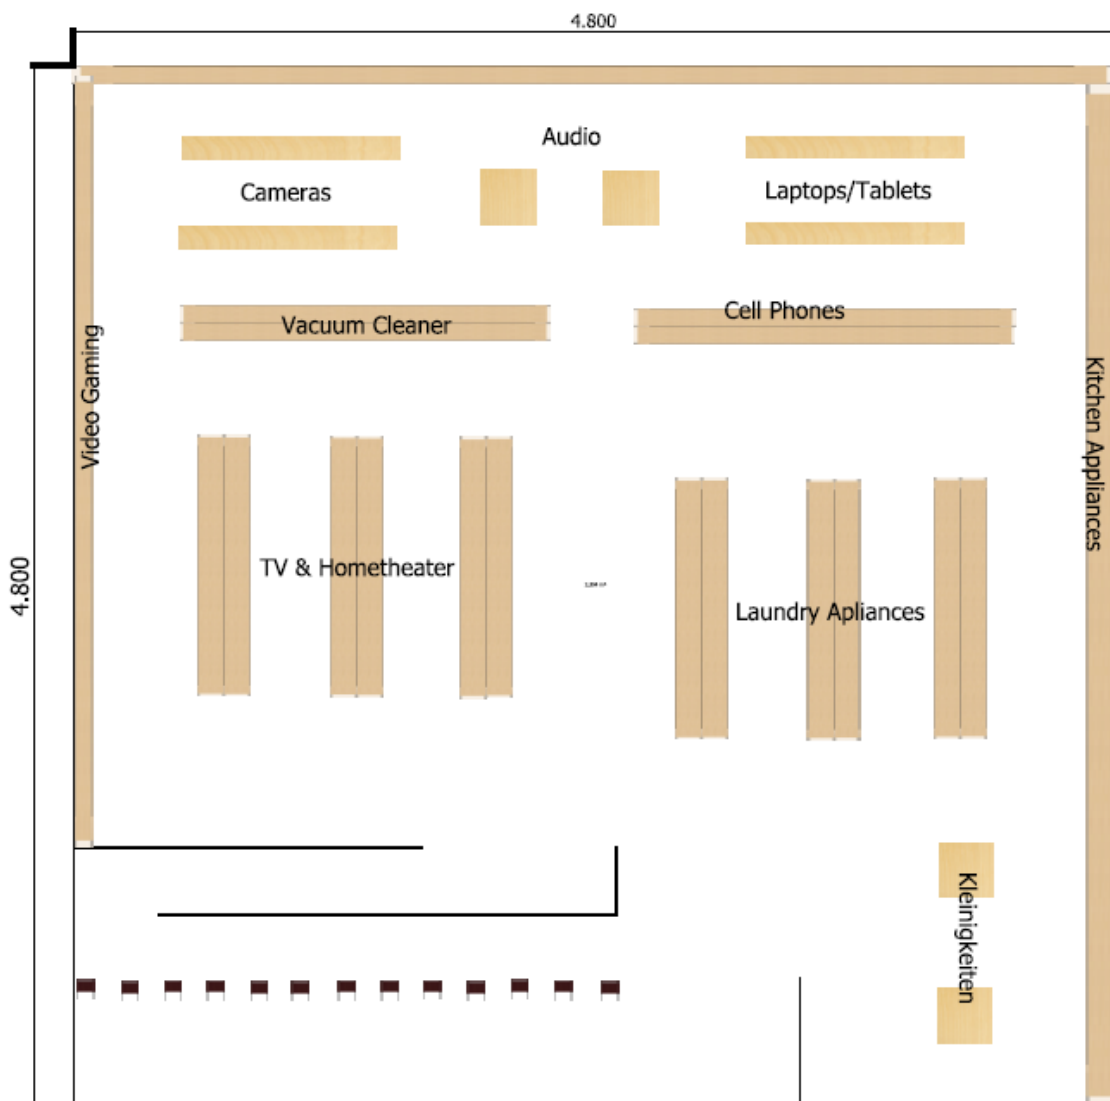 4.800
Audio
Cameras
Laptops/Tablets
Cell Phones
Vacuum Cleaner
Video Gaming
Kitchen Appliances
TV & Hometheater
4.800
Laundry Apliances
Kleinigkeiten